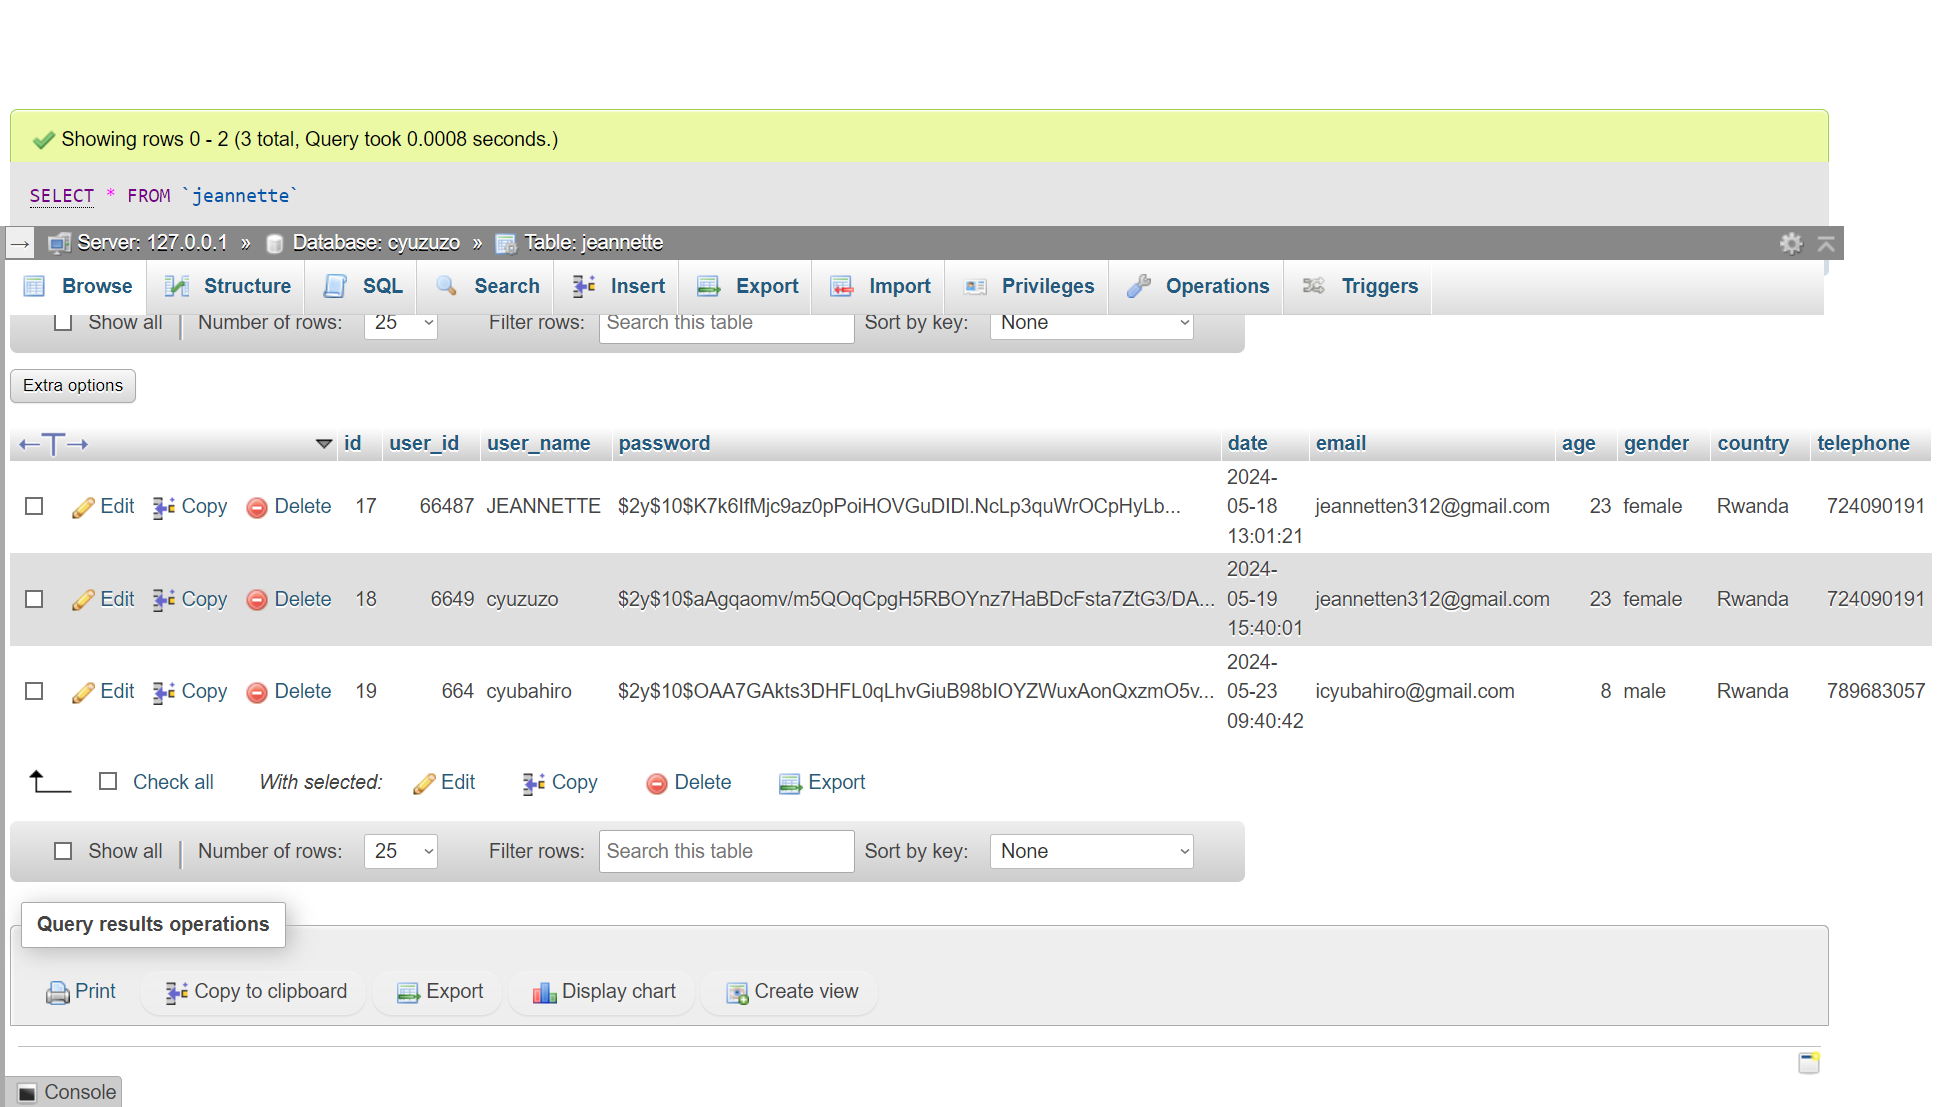 Showing rows 0 - 2 (3 total, Query took 0.0008 seconds.)
SELECT * FROM `jeannette`
Server: 127.0.0.1 » Database: cyuzuzo » Table: jeannette
Browse Structure SQL Search Insert Export Import Privileges Operations Triggers
Show all Number of rows: 25 Filter rows: Search this table Sort by key: None
Extra options
←T→ id user_id user_name password date email age gender country telephone
Edit Copy Delete 17 66487 JEANNETTE $2y$10$K7k6IfMjc9az0pPoiHOVGuDIDl.NcLp3quWrOCpHyLb... 2024-05-18 13:01:21 jeannetten312@gmail.com 23 female Rwanda 724090191
Edit Copy Delete 18 6649 cyuzuzo $2y$10$aAgqaomv/m5QOqCpgH5RBOYnz7HaBDcFsta7ZtG3/DA... 2024-05-19 15:40:01 jeannetten312@gmail.com 23 female Rwanda 724090191
Edit Copy Delete 19 664 cyubahiro $2y$10$OAA7GAkts3DHFL0qLhvGiuB98bIOYZWuxAonQxzmO5v... 2024-05-23 09:40:42 icyubahiro@gmail.com 8 male Rwanda 789683057
Check all With selected: Edit Copy Delete Export
Show all Number of rows: 25 Filter rows: Search this table Sort by key: None
Query results operations
Print Copy to clipboard Export Display chart Create view
Console